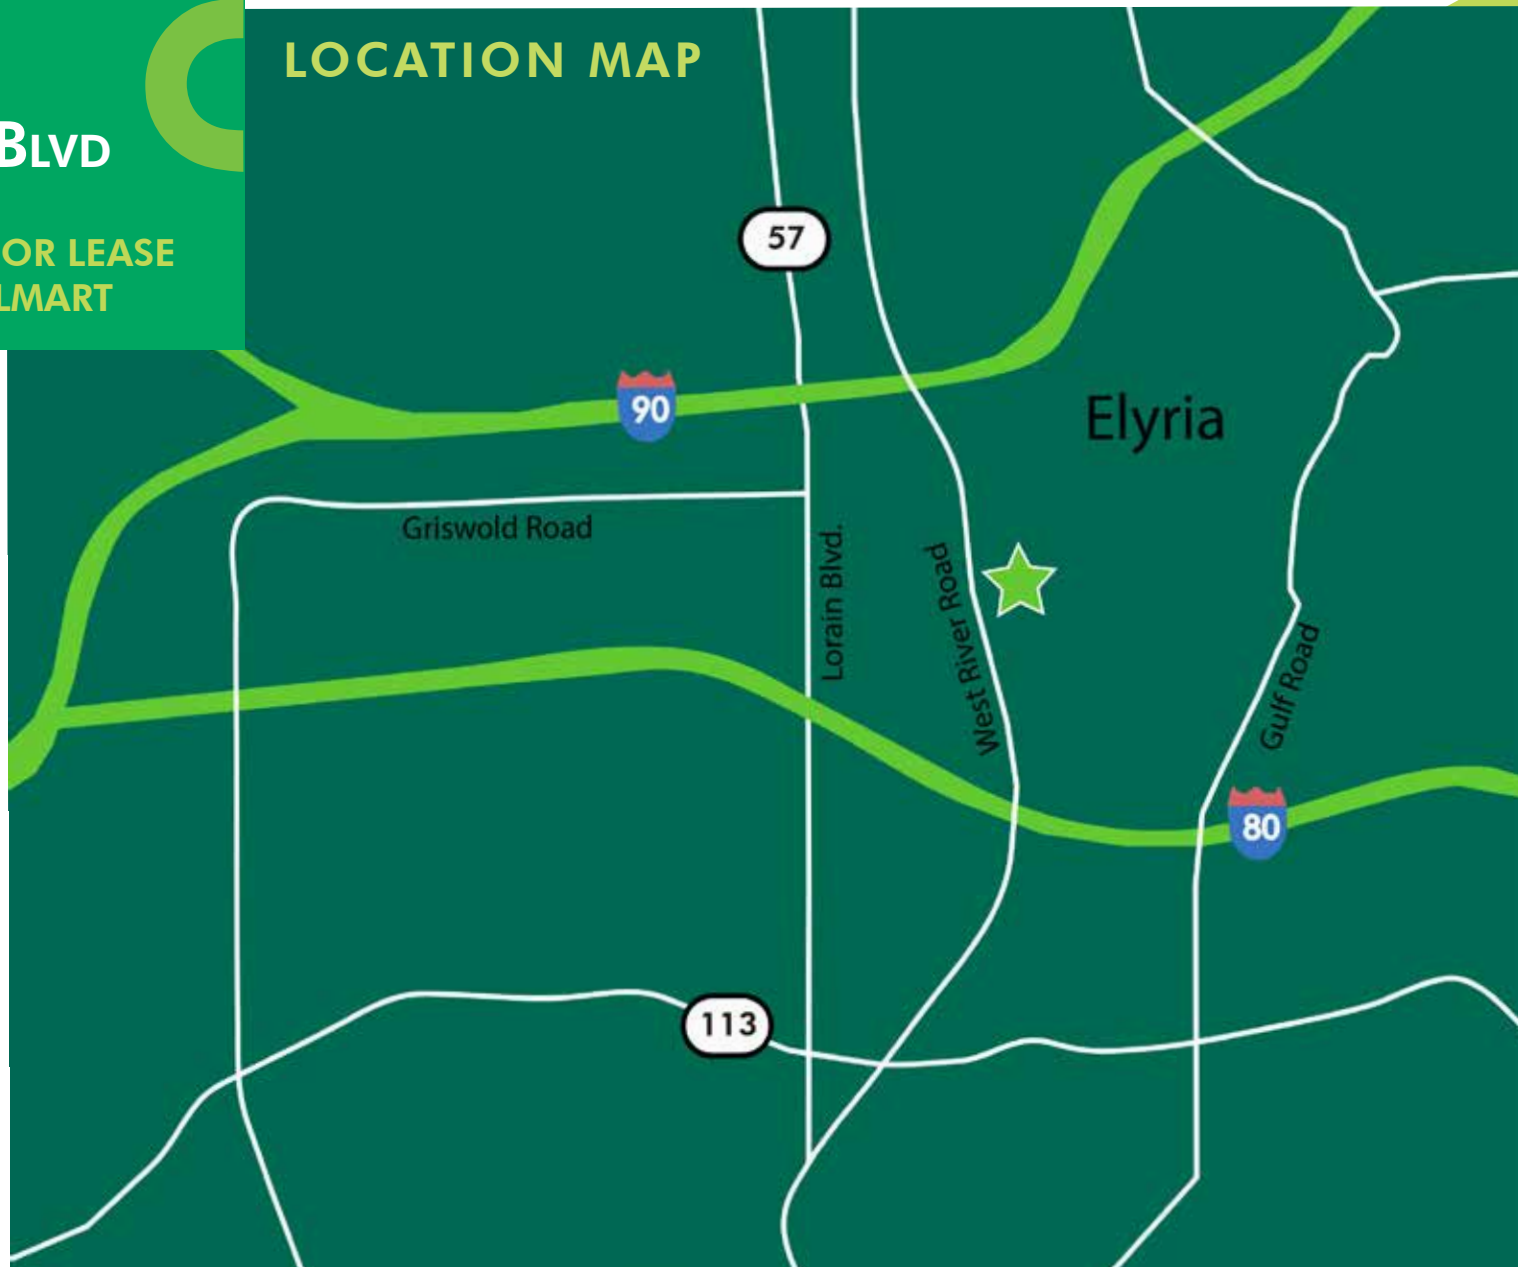 LOCATION MAP
BLVD
OR LEASE
LMART
57
90
Elyria
Griswold Road
Lorain Blvd.
West River Road
Gulf Road
80
113